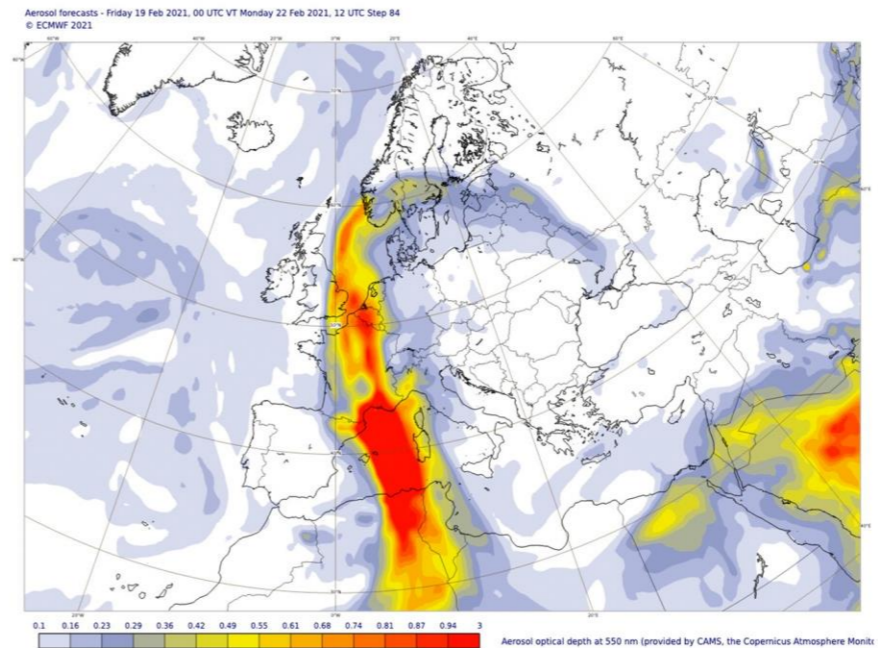 Aerosol forecasts - Friday 19 Feb 2021, 00 UTC VT Monday 22 Feb 2021, 12 UTC Step 84
© ECMWF 2021
0.1 0.16 0.23 0.29 0.36 0.42 0.49 0.55 0.61 0.68 0.74 0.81 0.87 0.94 3
Aerosol optical depth at 550 nm (provided by CAMS, the Copernicus Atmosphere Monito